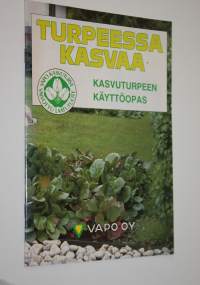 TURPEESSA
KASVAA
KASVUTURPEEN
KÄYTTÖOPAS
VAPO OY